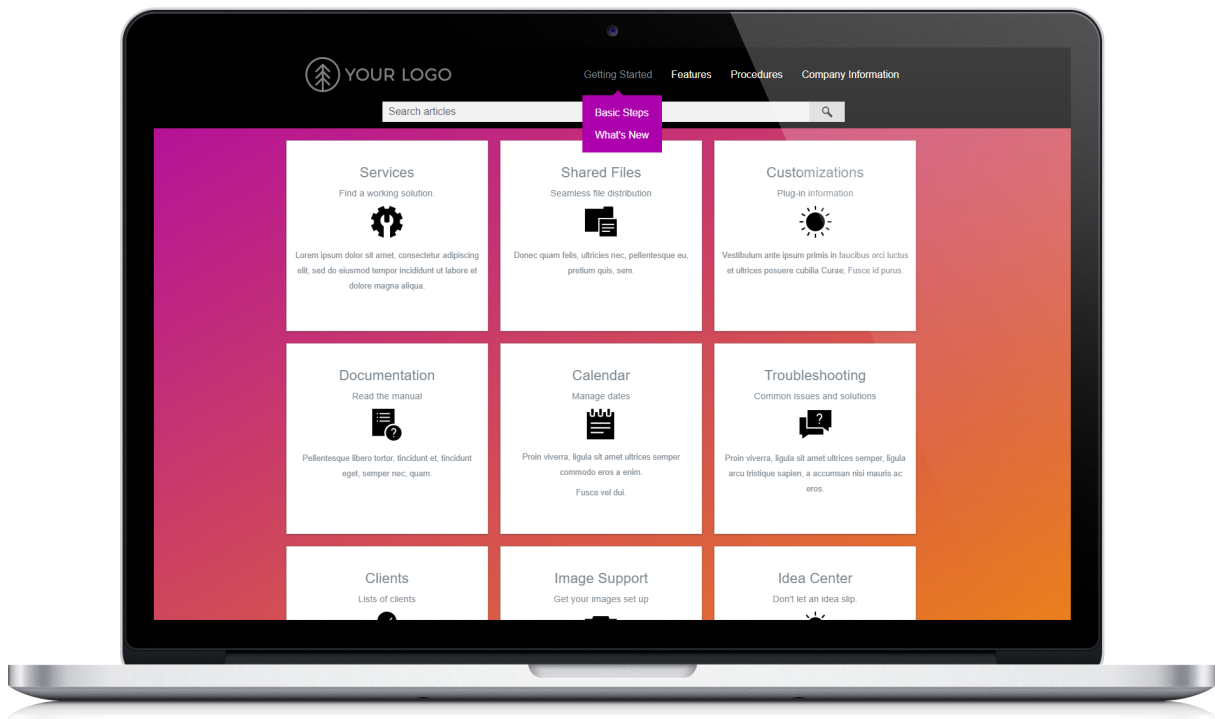 YOUR LOGO
Getting Started Features Procedures Company Information
Search articles
Basic Steps
What's New
Services
Find a working solution.
Lorem ipsum dolor sit amet, consectetur adipiscing
elit, sed do eiusmod tempor incididunt ut labore et
dolore magna aliqua.
Shared Files
Seamless file distribution
Donec quam felis, ultricies nec, pellentesque eu,
pretium quis, sem.
Customizations
Plug-in information
Vestibulum ante ipsum primis in faucibus orci luctus
et ultrices posuere cubilia Curae; Fusce id purus.
Documentation
Read the manual
?
Pellentesque libero tortor, tincidunt et, tincidunt
eget, semper nec, quam.
Calendar
Manage dates
Proin viverra, ligula sit amet ultrices semper
commodo eros a enim.
Fusce vel dui.
Troubleshooting
Common issues and solutions
?
Proin viverra, ligula sit amet ultrices semper, ligula
arcu tristique sapien, a accumsan nisi mauris ac
eros.
Clients
Lists of clients
Image Support
Get your images set up
Idea Center
Don't let an idea slip.